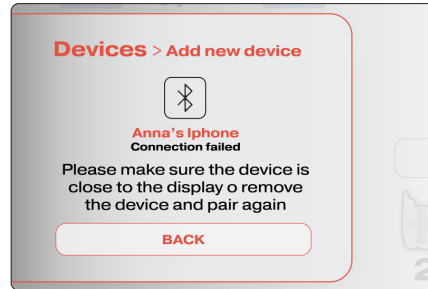 Devices > Add new device
Anna's Iphone
Connection failed
Please make sure the device is
close to the display o remove
the device and pair again
BACK
2